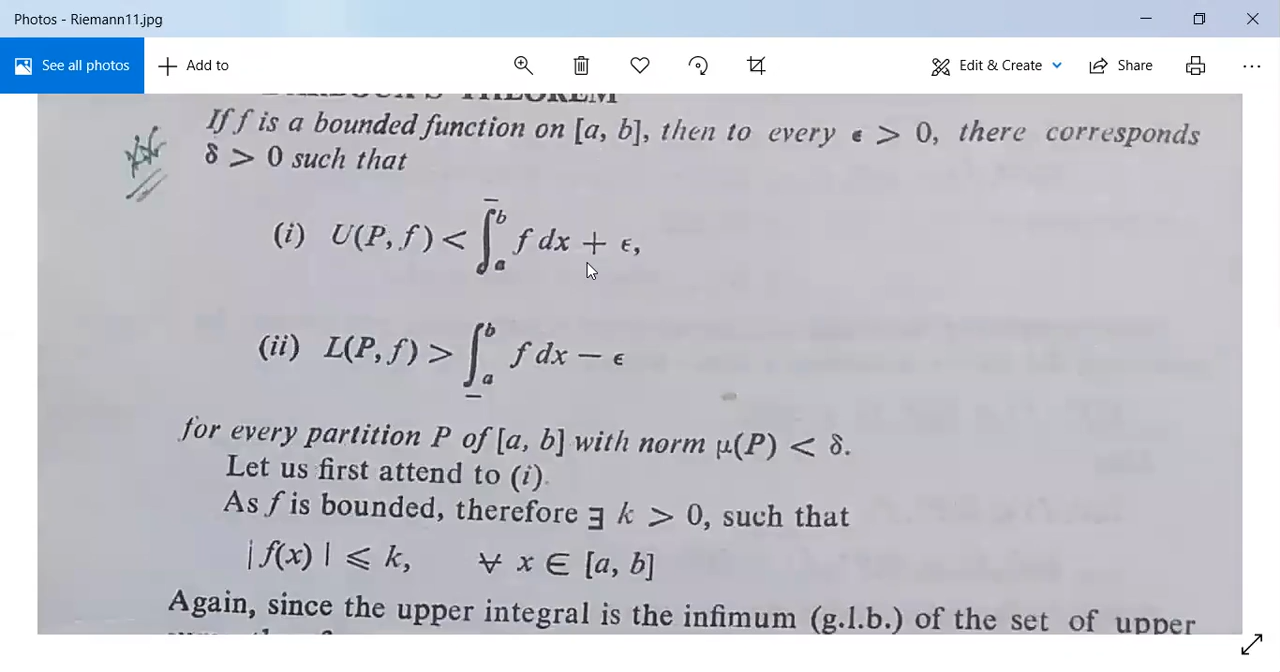 Photos - Riemann11.jpg
See all photos
Add to
Edit & Create
Share
THEOREM
If f is a bounded function on [a, b], then to every ϵ > 0, there corresponds
δ > 0 such that
(i) U(P, f) < ∫̅_a^b f dx + ϵ,
(ii) L(P, f) > ∫̲_a^b f dx − ϵ
for every partition P of [a, b] with norm μ(P) < δ.
Let us first attend to (i).
As f is bounded, therefore ∃ k > 0, such that
| f(x) | ⩽ k, ∀ x ∈ [a, b]
Again, since the upper integral is the infimum (g.l.b.) of the set of upper